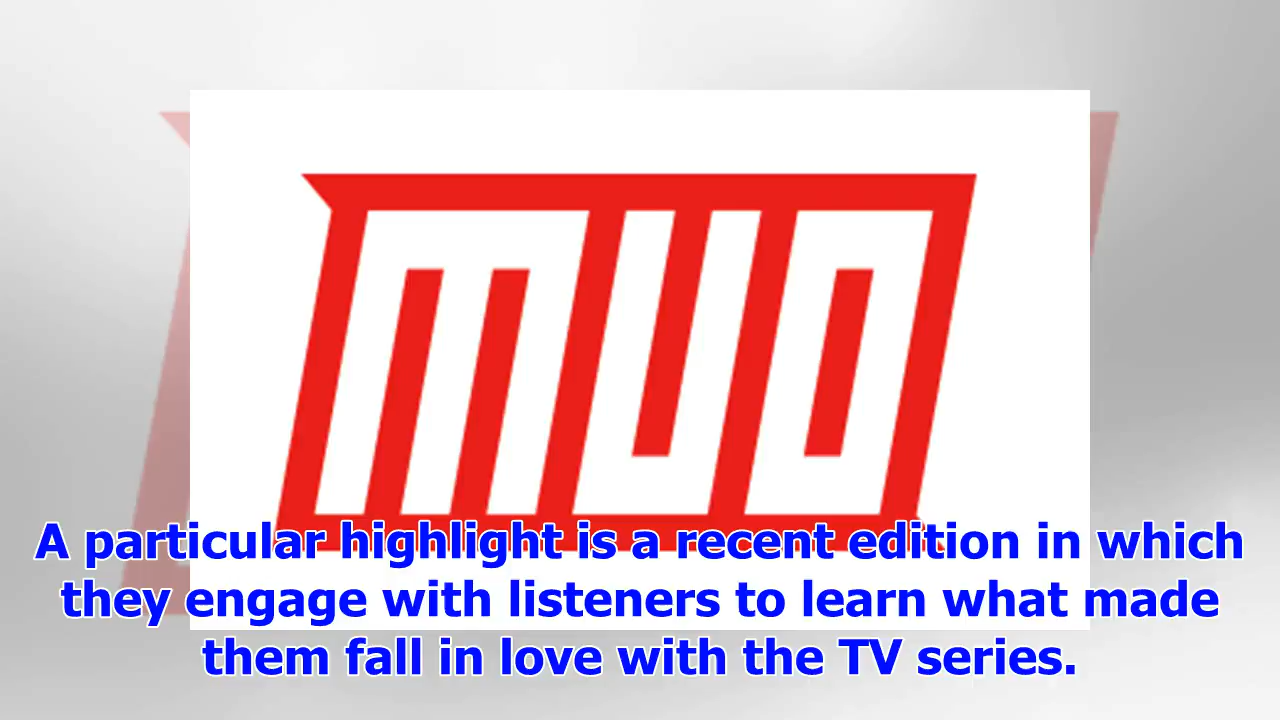 MUO
A particular highlight is a recent edition in which
they engage with listeners to learn what made
them fall in love with the TV series.